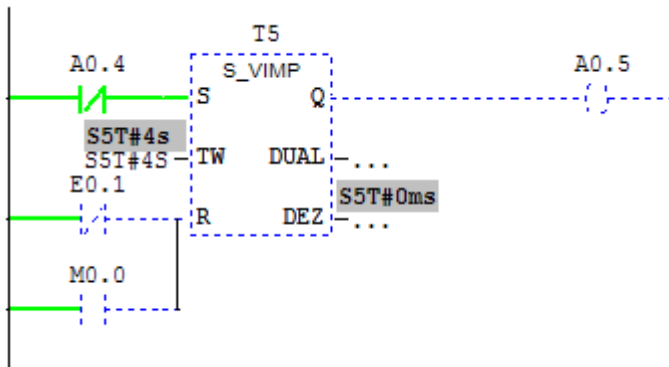 T5
A0.4
S_VIMP
A0.5
S
Q
S5T#4s
S5T#4S
TW
DUAL
...
E0.1
S5T#0ms
R
DEZ
...
M0.0